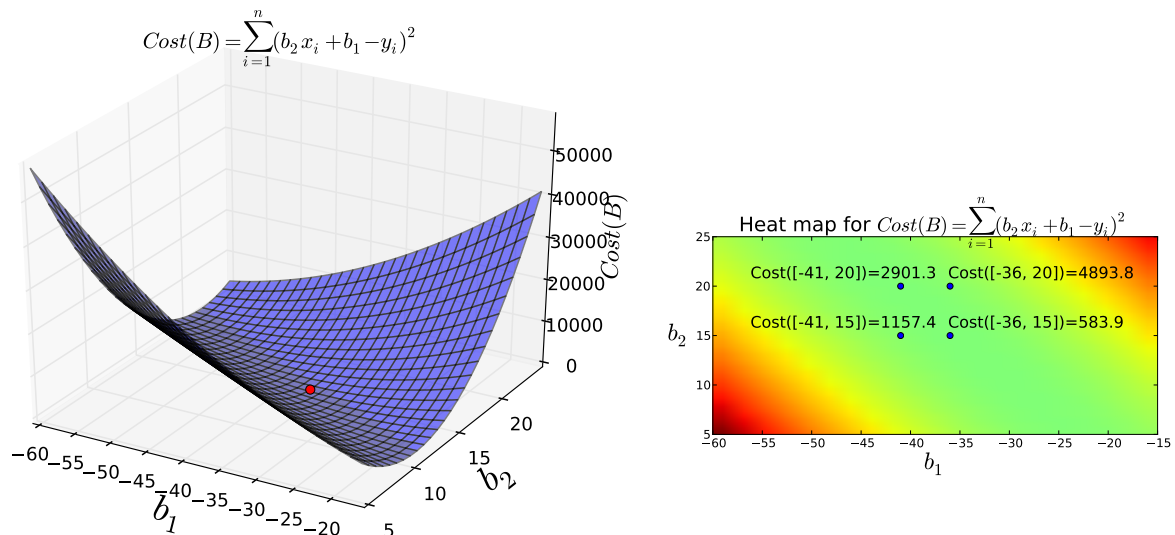 Cost(B) = \sum_{i=1}^{n} (b_2 x_i + b_1 - y_i)^2
50000
40000
30000
20000
10000
0
Cost(B)
−60 −55 −50 −45 −40 −35 −30 −25 −20
b_1
5 10 15 20
b_2
Heat map for Cost(B) = \sum_{i=1}^{n} (b_2 x_i + b_1 - y_i)^2
25
20
15
10
5
b_2
Cost([-41, 20])=2901.3 Cost([-36, 20])=4893.8
Cost([-41, 15])=1157.4 Cost([-36, 15])=583.9
−60 −55 −50 −45 −40 −35 −30 −25 −20 −15
b_1